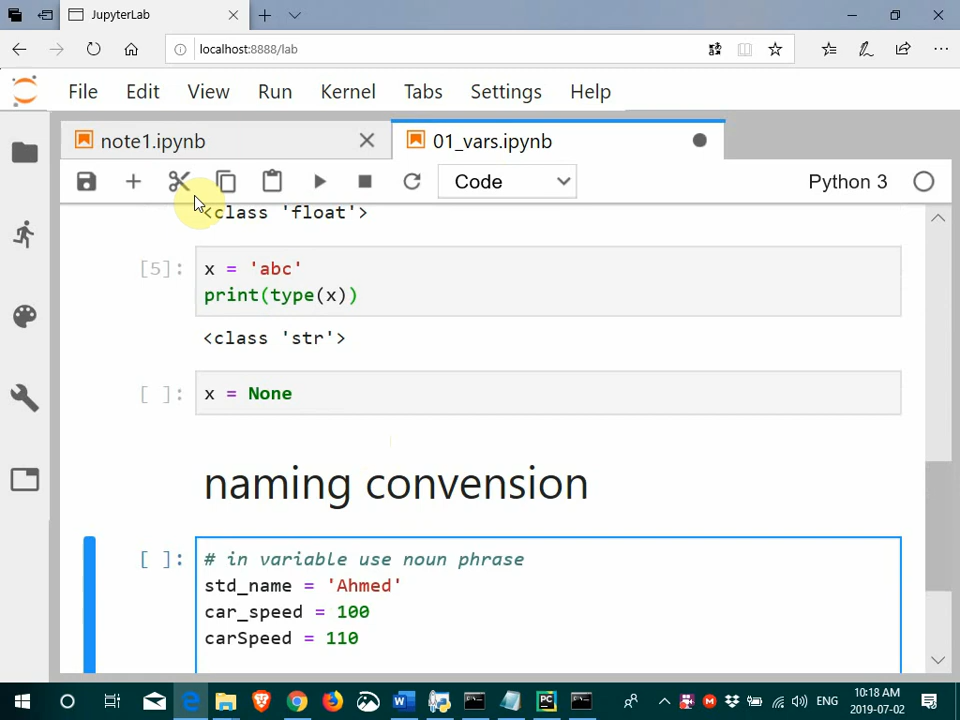 JupyterLab
localhost:8888/lab
File Edit View Run Kernel Tabs Settings Help
note1.ipynb 01_vars.ipynb
Code Python 3
<class 'float'>
[5]: x = 'abc'
print(type(x))
<class 'str'>
[ ]: x = None
naming convension
[ ]: # in variable use noun phrase
std_name = 'Ahmed'
car_speed = 100
carSpeed = 110
ENG
10:18 AM
2019-07-02